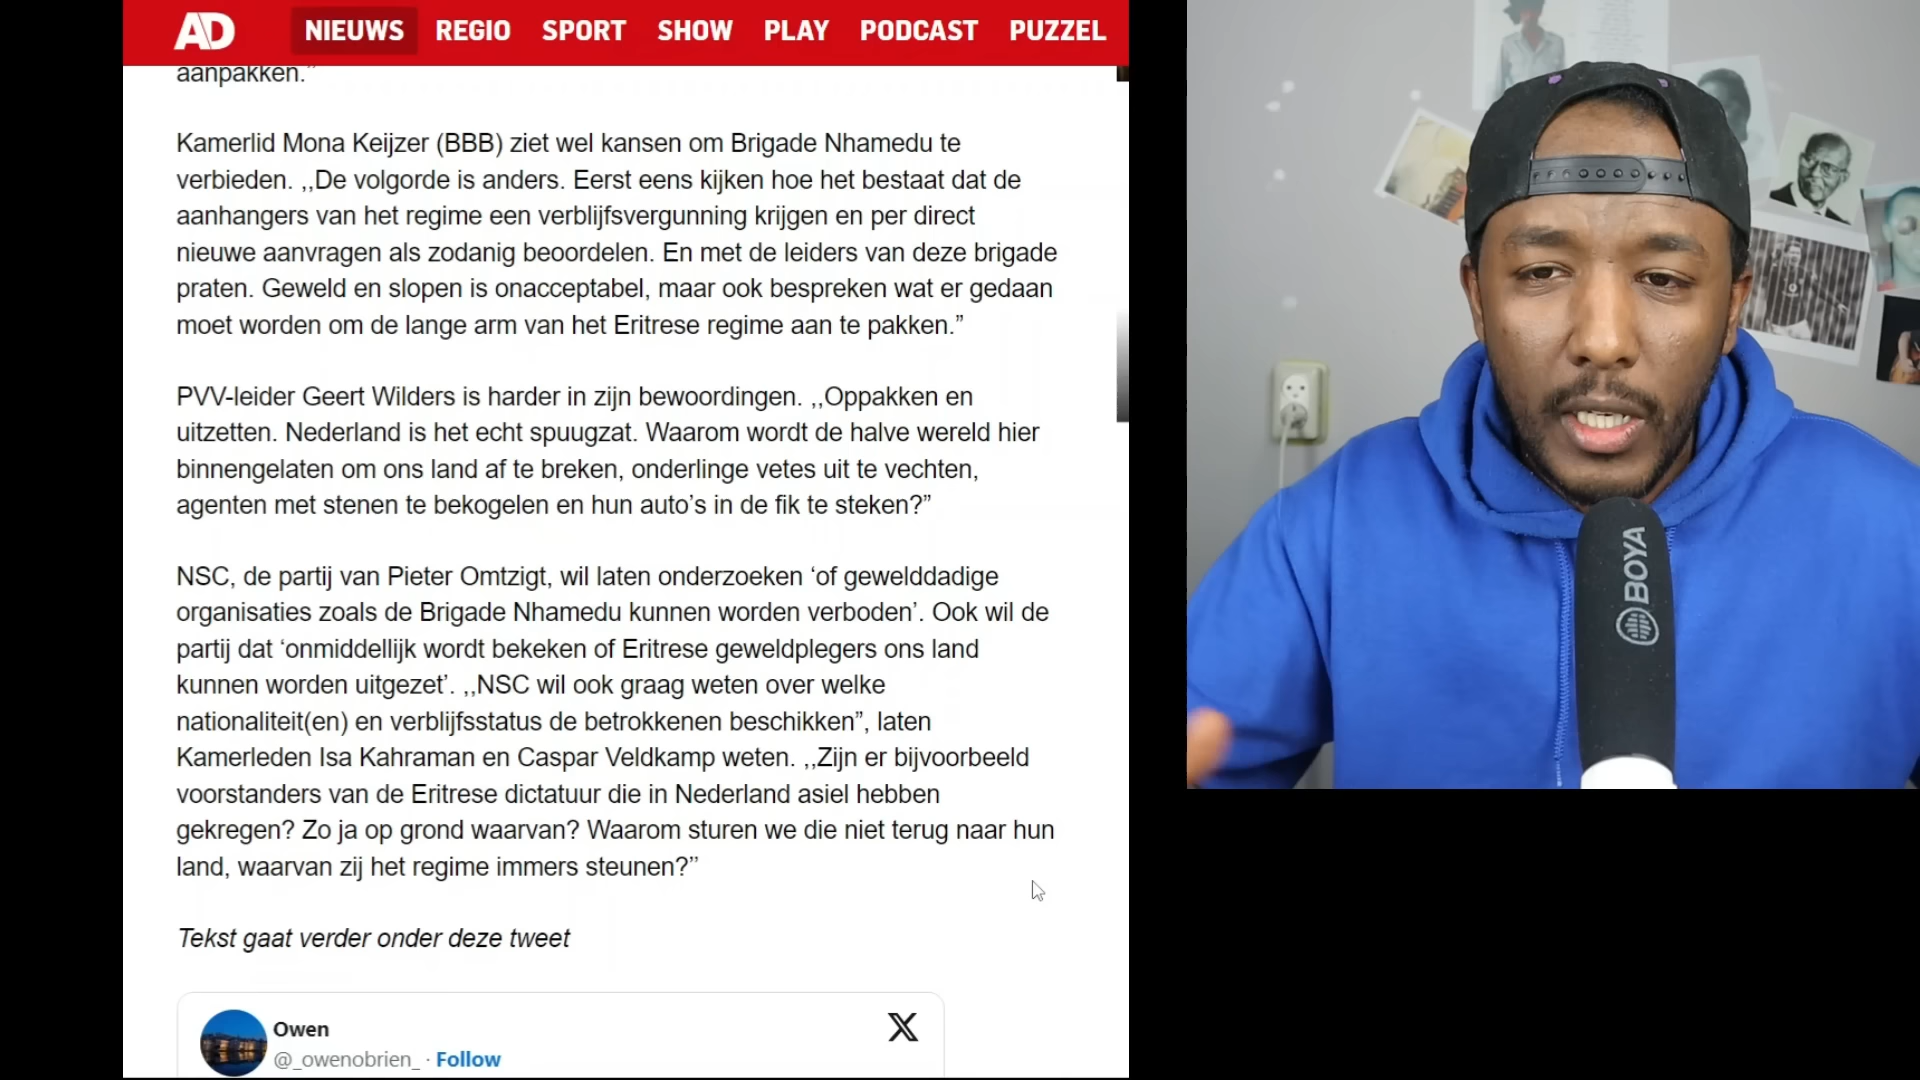 AD NIEUWS REGIO SPORT SHOW PLAY PODCAST PUZZEL
aanpakken.”
Kamerlid Mona Keijzer (BBB) ziet wel kansen om Brigade Nhamedu te
verbieden. ,,De volgorde is anders. Eerst eens kijken hoe het bestaat dat de
aanhangers van het regime een verblijfsvergunning krijgen en per direct
nieuwe aanvragen als zodanig beoordelen. En met de leiders van deze brigade
praten. Geweld en slopen is onacceptabel, maar ook bespreken wat er gedaan
moet worden om de lange arm van het Eritrese regime aan te pakken.”
PVV-leider Geert Wilders is harder in zijn bewoordingen. ,,Oppakken en
uitzetten. Nederland is het echt spuugzat. Waarom wordt de halve wereld hier
binnengelaten om ons land af te breken, onderlinge vetes uit te vechten,
agenten met stenen te bekogelen en hun auto’s in de fik te steken?”
NSC, de partij van Pieter Omtzigt, wil laten onderzoeken ‘of gewelddadige
organisaties zoals de Brigade Nhamedu kunnen worden verboden’. Ook wil de
partij dat ‘onmiddellijk wordt bekeken of Eritrese geweldplegers ons land
kunnen worden uitgezet’. ,,NSC wil ook graag weten over welke
nationaliteit(en) en verblijfsstatus de betrokkenen beschikken”, laten
Kamerleden Isa Kahraman en Caspar Veldkamp weten. ,,Zijn er bijvoorbeeld
voorstanders van de Eritrese dictatuur die in Nederland asiel hebben
gekregen? Zo ja op grond waarvan? Waarom sturen we die niet terug naar hun
land, waarvan zij het regime immers steunen?’’
Tekst gaat verder onder deze tweet
Owen
@_owenobrien_ · Follow
X
BOYA